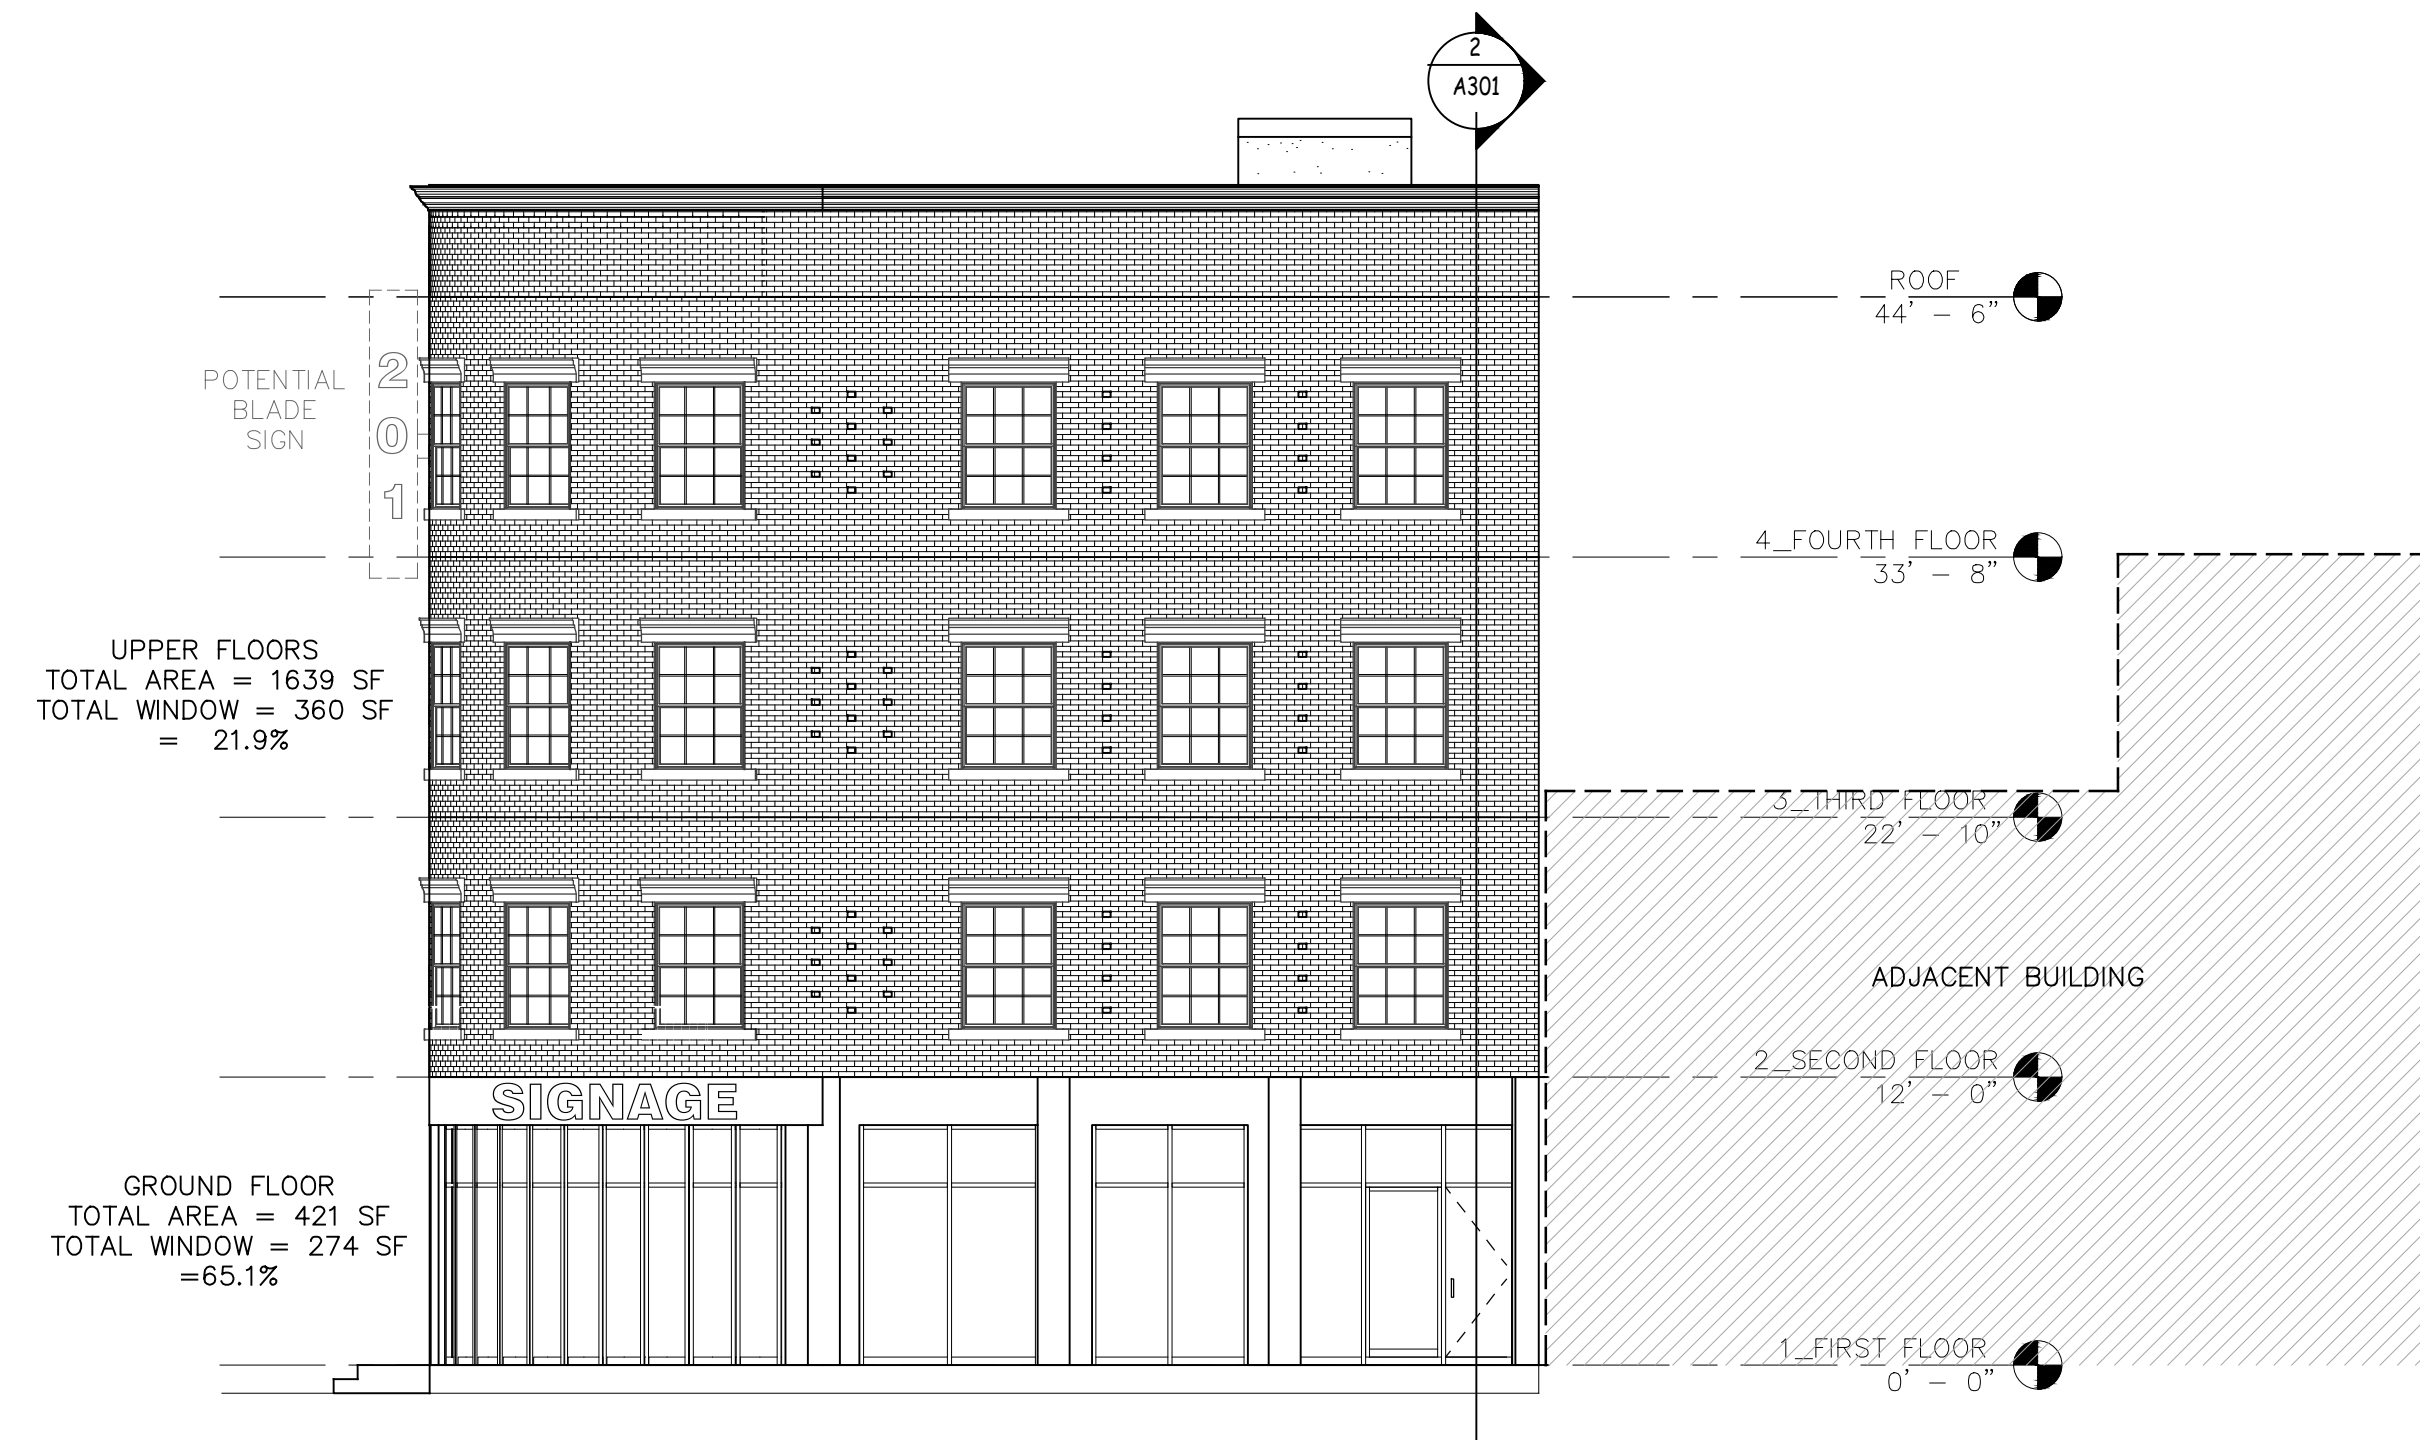 2
A301
ROOF
44' – 6"
POTENTIAL
BLADE
SIGN
2
0
1
4_FOURTH FLOOR
33' – 8"
UPPER FLOORS
TOTAL AREA = 1639 SF
TOTAL WINDOW = 360 SF
= 21.9%
3_THIRD FLOOR
22' – 10"
ADJACENT BUILDING
2_SECOND FLOOR
12' – 0"
SIGNAGE
GROUND FLOOR
TOTAL AREA = 421 SF
TOTAL WINDOW = 274 SF
=65.1%
1_FIRST FLOOR
0' – 0"